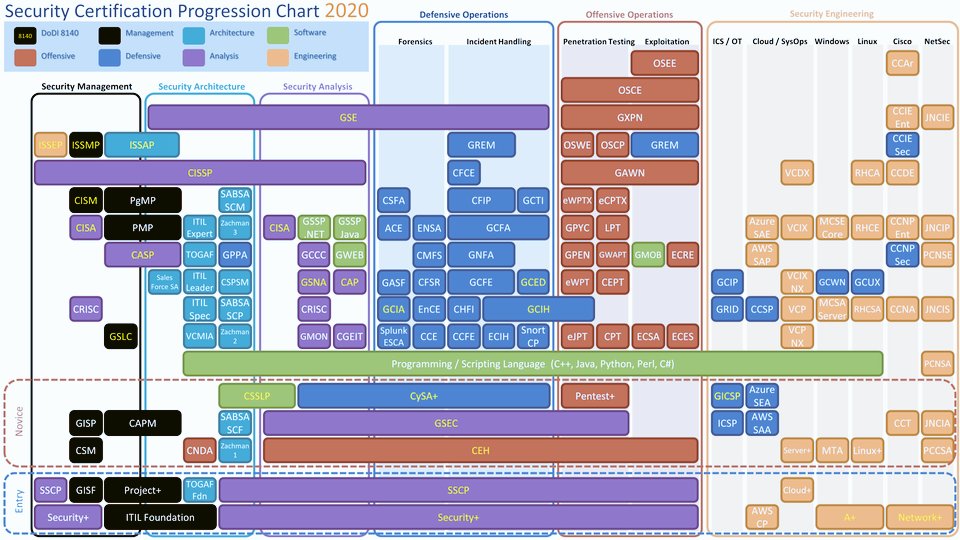 Security Certification Progression Chart 2020
8140 DoDI 8140 Management Architecture Software
Offensive Defensive Analysis Engineering
Defensive Operations Offensive Operations Security Engineering
Forensics Incident Handling Penetration Testing Exploitation ICS / OT Cloud / SysOps Windows Linux Cisco NetSec
OSEE CCAr
Security Management Security Architecture Security Analysis OSCE
GSE GXPN CCIE Ent JNCIE
ISSEP ISSMP ISSAP GREM OSWE OSCP GREM CCIE Sec
CISSP CFCE GAWN VCDX RHCA CCDE
CISM PgMP SABSA SCM CSFA CFIP GCTI eWPTX eCPTX
CISA PMP ITIL Expert Zachman 3 CISA GSSP .NET GSSP Java ACE ENSA GCFA GPYC LPT Azure SAE VCIX MCSE Core RHCE CCNP Ent JNCIP
CASP TOGAF GPPA GCCC GWEB CMFS GNFA GPEN GWAPT GMOB ECRE AWS SAP CCNP Sec PCNSE
Sales Force SA ITIL Leader CSPSM GSNA CAP GASF CFSR GCFE GCED eWPT CEPT GCIP VCIX NX GCWN GCUX
CRISC ITIL Spec SABSA SCP CRISC GCIA EnCE CHFI GCIH GRID CCSP VCP MCSA Server RHCSA CCNA JNCIS
GSLC VCMIA Zachman 2 GMON CGEIT Splunk ESCA CCE CCFE ECIH Snort CP eJPT CPT ECSA ECES VCP NX
Programming / Scripting Language (C++, Java, Python, Perl, C#) PCNSA
Novice
CSSLP CySA+ Pentest+ GICSP Azure SEA
GISP CAPM SABSA SCF GSEC ICSP AWS SAA CCT JNCIA
CSM CNDA Zachman 1 CEH Server+ MTA Linux+ PCCSA
Entry
SSCP GISF Project+ TOGAF Fdn SSCP Cloud+
Security+ ITIL Foundation Security+ AWS CP A+ Network+